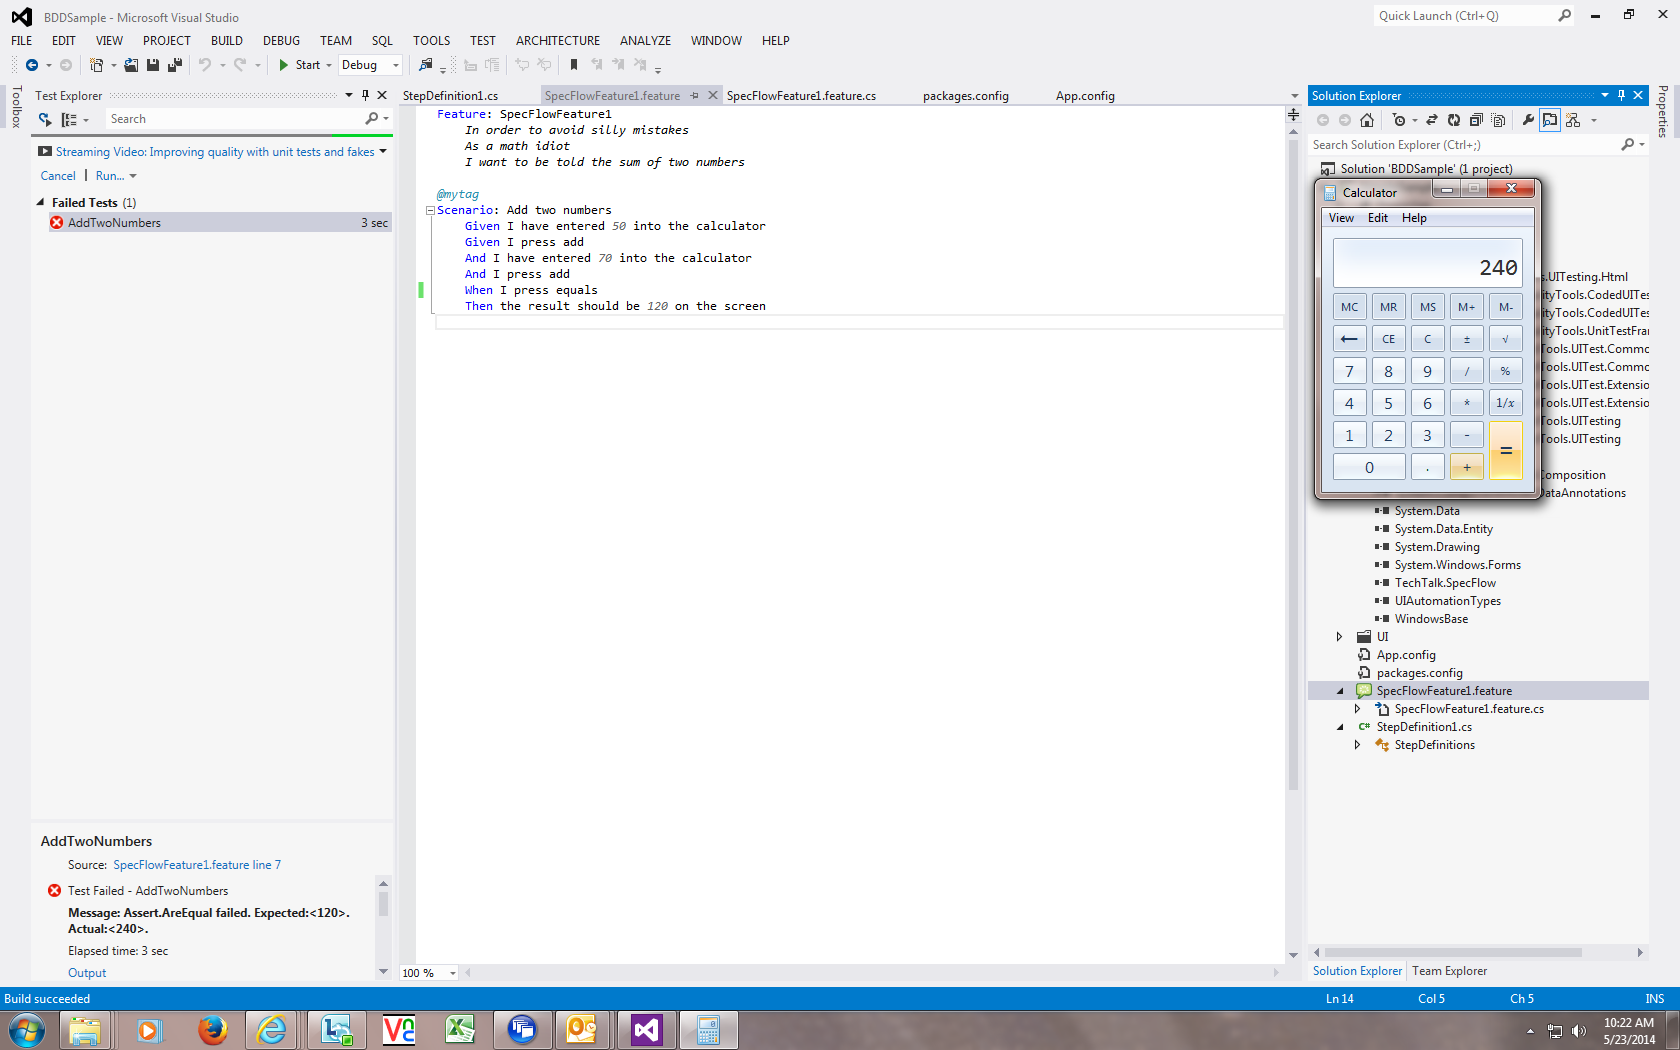 BDDSample - Microsoft Visual Studio
Quick Launch (Ctrl+Q)
FILE EDIT VIEW PROJECT BUILD DEBUG TEAM SQL TOOLS TEST ARCHITECTURE ANALYZE WINDOW HELP
Start Debug
Toolbox
Test Explorer
Search
Streaming Video: Improving quality with unit tests and fakes
Cancel | Run...
Failed Tests (1)
AddTwoNumbers 3 sec
AddTwoNumbers
Source: SpecFlowFeature1.feature line 7
Test Failed - AddTwoNumbers
Message: Assert.AreEqual failed. Expected:<120>.
Actual:<240>.
Elapsed time: 3 sec
Output
StepDefinition1.cs SpecFlowFeature1.feature SpecFlowFeature1.feature.cs packages.config App.config
Feature: SpecFlowFeature1
In order to avoid silly mistakes
As a math idiot
I want to be told the sum of two numbers
@mytag
Scenario: Add two numbers
Given I have entered 50 into the calculator
Given I press add
And I have entered 70 into the calculator
And I press add
When I press equals
Then the result should be 120 on the screen
100 %
Solution Explorer
Search Solution Explorer (Ctrl+;)
Solution 'BDDSample' (1 project)
Calculator
View Edit Help
240
MC MR MS M+ M-
← CE C ± √
7 8 9 / %
4 5 6 * 1/x
1 2 3 - =
0 . +
s.UITesting.Html
ityTools.CodedUITes
ityTools.CodedUITes
ityTools.UnitTestFra
Tools.UITest.Commo
Tools.UITest.Commo
Tools.UITest.Extensio
Tools.UITest.Extensio
Tools.UITesting
Tools.UITesting
Composition
DataAnnotations
System.Data
System.Data.Entity
System.Drawing
System.Windows.Forms
TechTalk.SpecFlow
UIAutomationTypes
WindowsBase
UI
App.config
packages.config
SpecFlowFeature1.feature
SpecFlowFeature1.feature.cs
StepDefinition1.cs
StepDefinitions
Solution Explorer Team Explorer
Properties
Build succeeded Ln 14 Col 5 Ch 5 INS
10:22 AM
5/23/2014